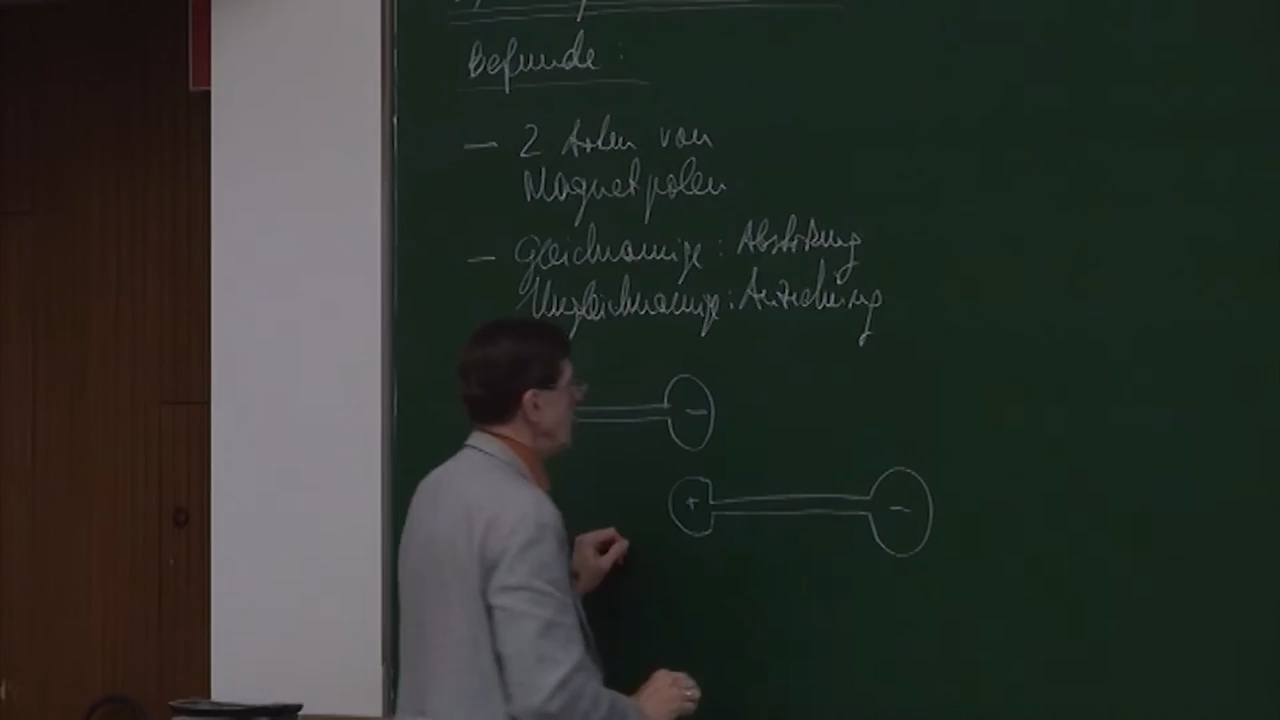 Befunde:
– 2 Arten von
Magnetpolen
– Gleichnamige: Abstoßung
Ungleichnamige: Anziehung
–
+ –